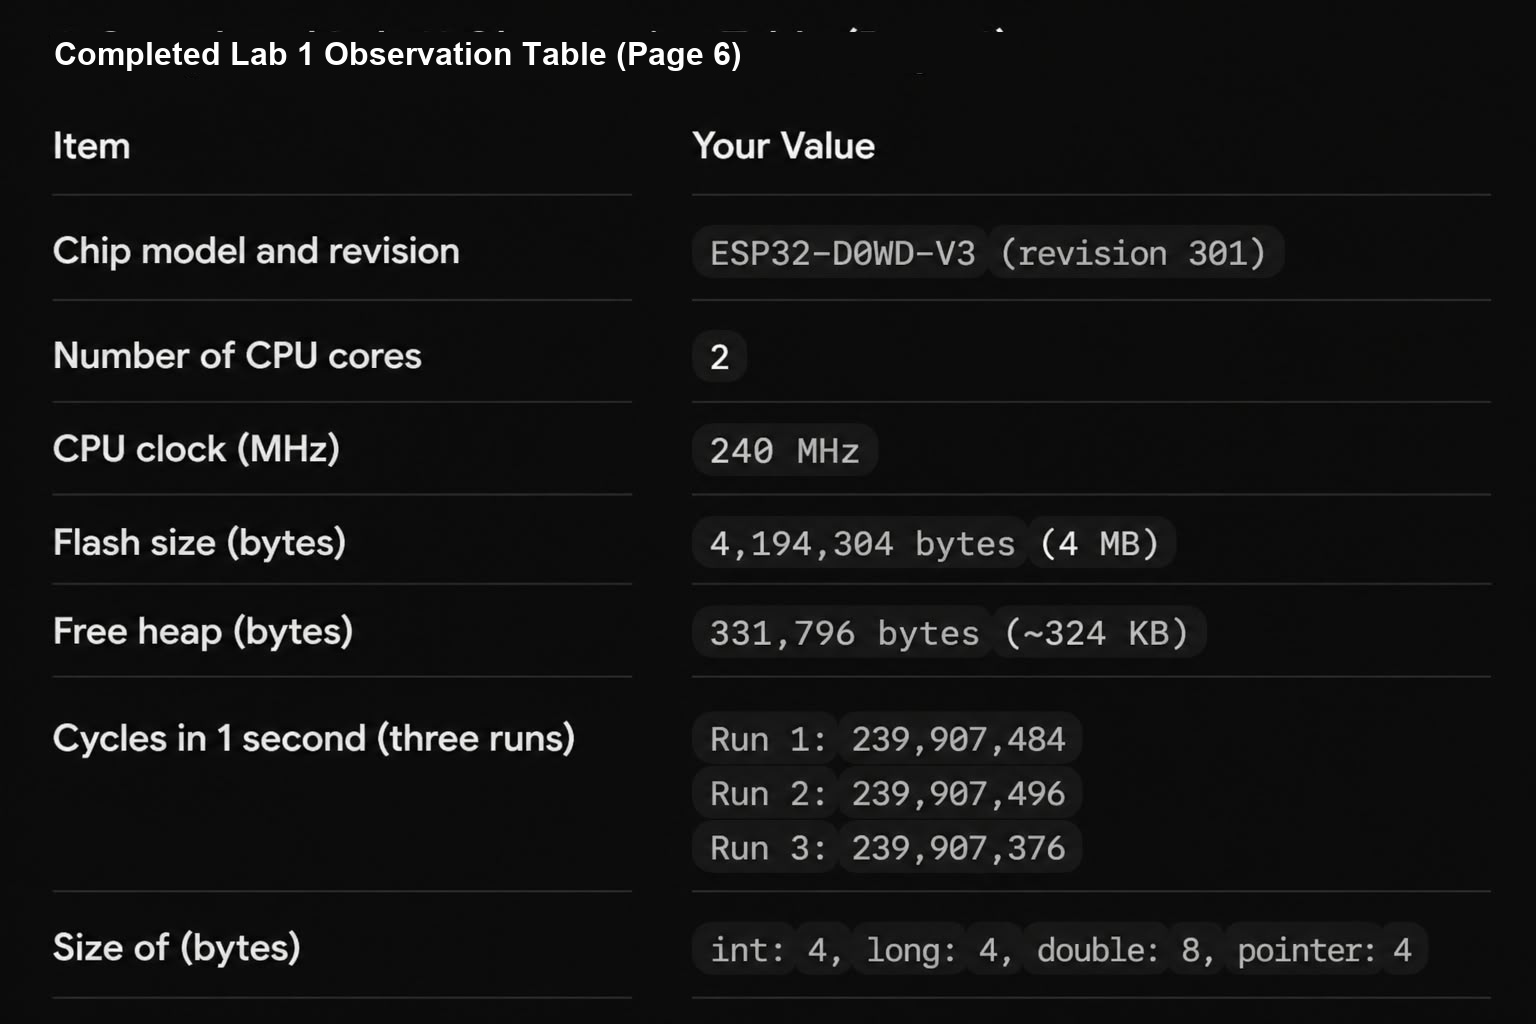 Completed Lab 1 Observation Table (Page 6)
Item Your Value
Chip model and revision ESP32-D0WD-V3 (revision 301)
Number of CPU cores 2
CPU clock (MHz) 240 MHz
Flash size (bytes) 4,194,304 bytes (4 MB)
Free heap (bytes) 331,796 bytes (~324 KB)
Cycles in 1 second (three runs) Run 1: 239,907,484
Run 2: 239,907,496
Run 3: 239,907,376
Size of (bytes) int: 4, long: 4, double: 8, pointer: 4